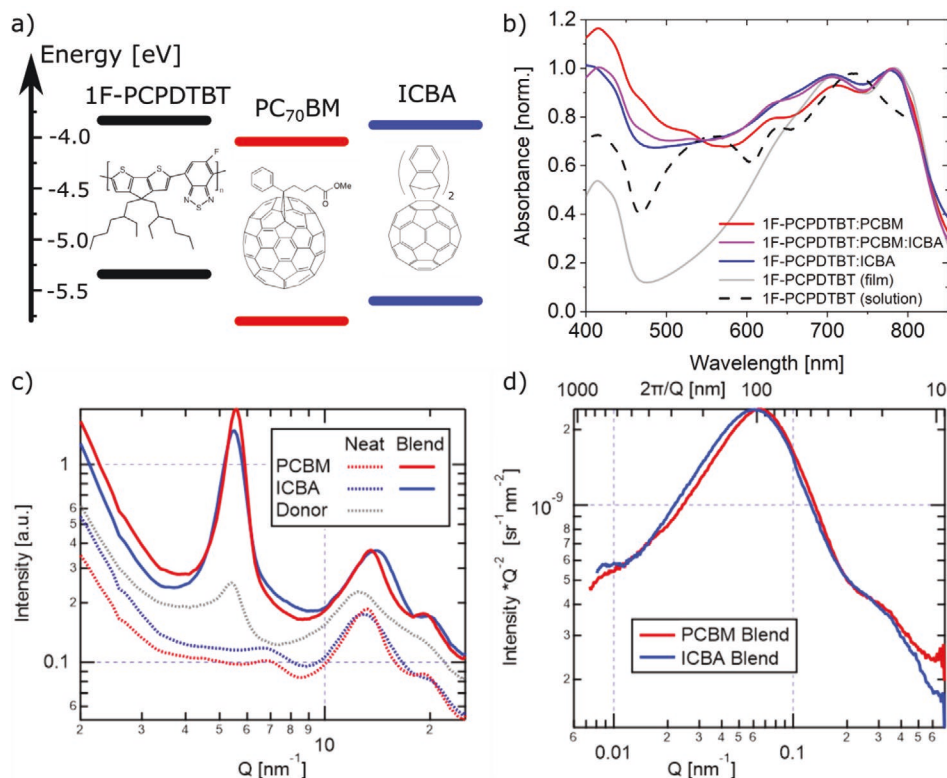 a)
Energy [eV]
1F-PCPDTBT
PC70BM
ICBA
-4.0
-4.5
-5.0
-5.5
S
S
F
N
S
N
n
OMe
O
2
b)
Absorbance [norm.]
1.2
1.0
0.8
0.6
0.4
0.2
0.0
1F-PCPDTBT:PCBM
1F-PCPDTBT:PCBM:ICBA
1F-PCPDTBT:ICBA
1F-PCPDTBT (film)
1F-PCPDTBT (solution)
400 500 600 700 800
Wavelength [nm]
c)
Intensity [a.u.]
1
6
5
4
3
2
0.1
8
6
Neat Blend
PCBM
ICBA
Donor
2 3 4 5 6 7 8 9 10 2
Q [nm-1]
d)
1000 2π/Q [nm] 100 10
Intensity *Q-2 [sr-1 nm-2]
2
10-9
8
7
6
5
4
3
2
PCBM Blend
ICBA Blend
6 0.01 2 3 4 5 6 0.1 2 3 4 5 6
Q [nm-1]